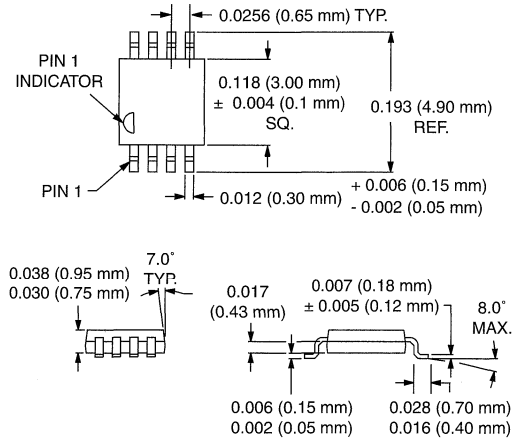 0.0256 (0.65 mm) TYP.
PIN 1
INDICATOR
0.118 (3.00 mm)
± 0.004 (0.1 mm)
SQ.
0.193 (4.90 mm)
REF.
PIN 1
0.012 (0.30 mm)
+ 0.006 (0.15 mm)
- 0.002 (0.05 mm)
7.0°
TYP.
0.038 (0.95 mm)
0.030 (0.75 mm)
0.017
(0.43 mm)
0.007 (0.18 mm)
± 0.005 (0.12 mm)
8.0°
MAX.
0.006 (0.15 mm)
0.002 (0.05 mm)
0.028 (0.70 mm)
0.016 (0.40 mm)